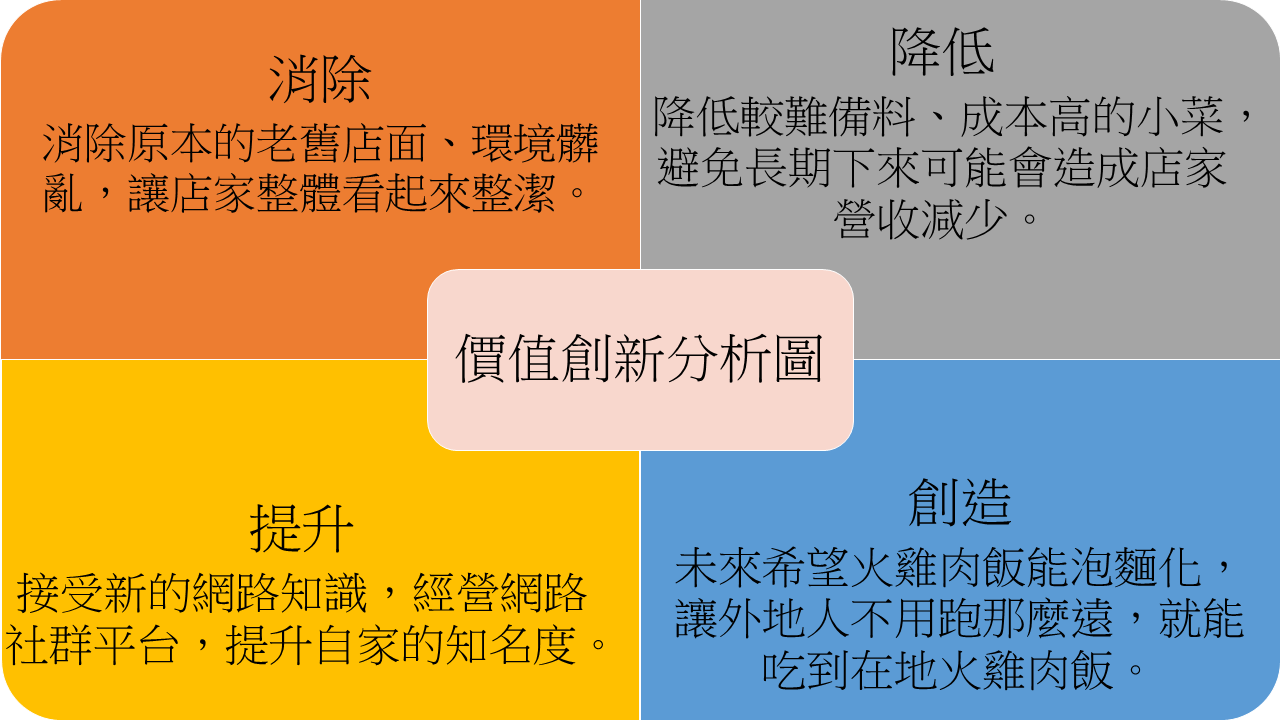 消除
消除原本的老舊店面、環境髒
亂，讓店家整體看起來整潔。
降低
降低較難備料、成本高的小菜，
避免長期下來可能會造成店家
營收減少。
價值創新分析圖
提升
接受新的網路知識，經營網路
社群平台，提升自家的知名度。
創造
未來希望火雞肉飯能泡麵化，
讓外地人不用跑那麼遠，就能
吃到在地火雞肉飯。